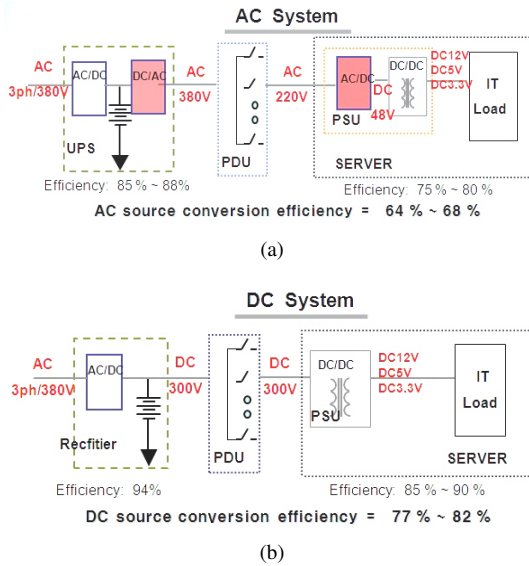 AC System
AC
3ph/380V
AC/DC
DC/AC
UPS
AC
380V
PDU
AC
220V
AC/DC
PSU
DC
48V
DC/DC
DC12V
DC5V
DC3.3V
IT
Load
SERVER
Efficiency: 85 % ~ 88%
Efficiency: 75 % ~ 80 %
AC source conversion efficiency = 64 % ~ 68 %
(a)
DC System
AC
3ph/380V
AC/DC
Recfitier
DC
300V
PDU
DC
300V
DC/DC
PSU
DC12V
DC5V
DC3.3V
IT
Load
SERVER
Efficiency: 94%
Efficiency: 85 % ~ 90 %
DC source conversion efficiency = 77 % ~ 82 %
(b)